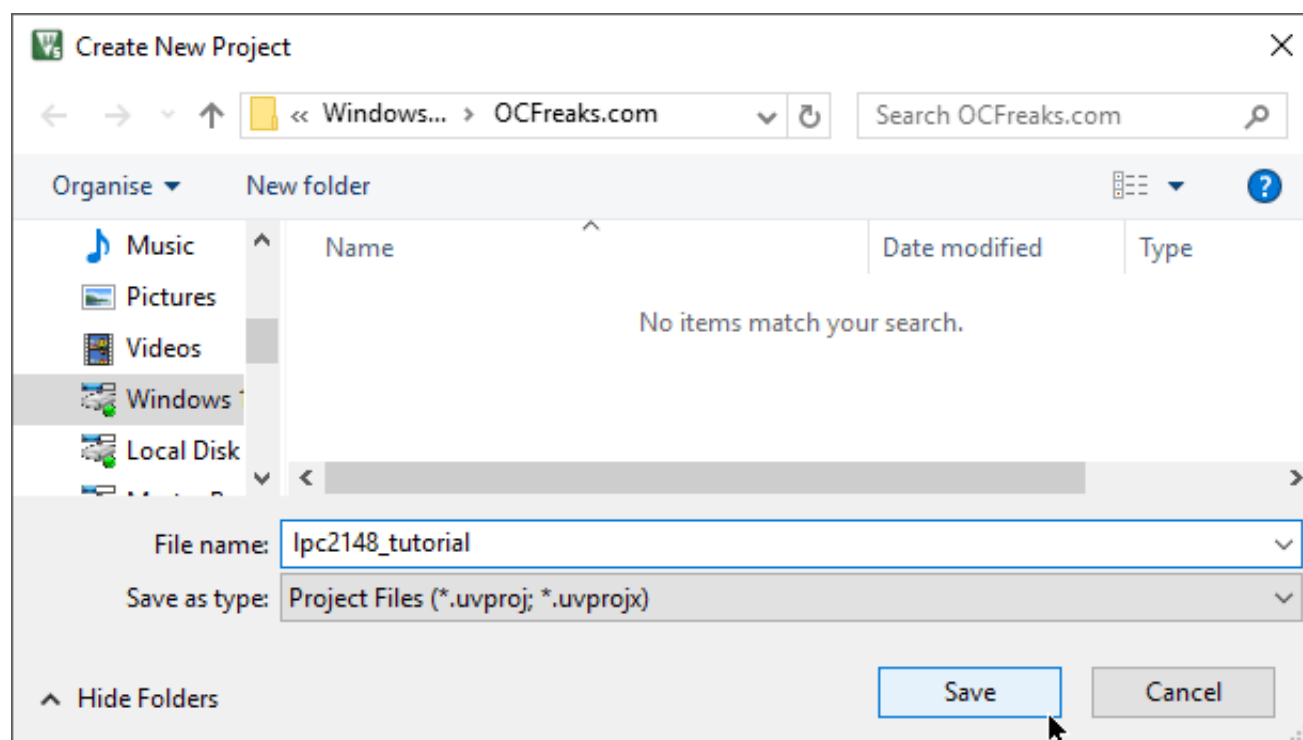 Create New Project
« Windows... > OCFreaks.com
Search OCFreaks.com
Organise
New folder
Music
Pictures
Videos
Windows
Local Disk
Name
Date modified
Type
No items match your search.
File name:
lpc2148_tutorial
Save as type:
Project Files (*.uvproj; *.uvprojx)
Hide Folders
Save
Cancel